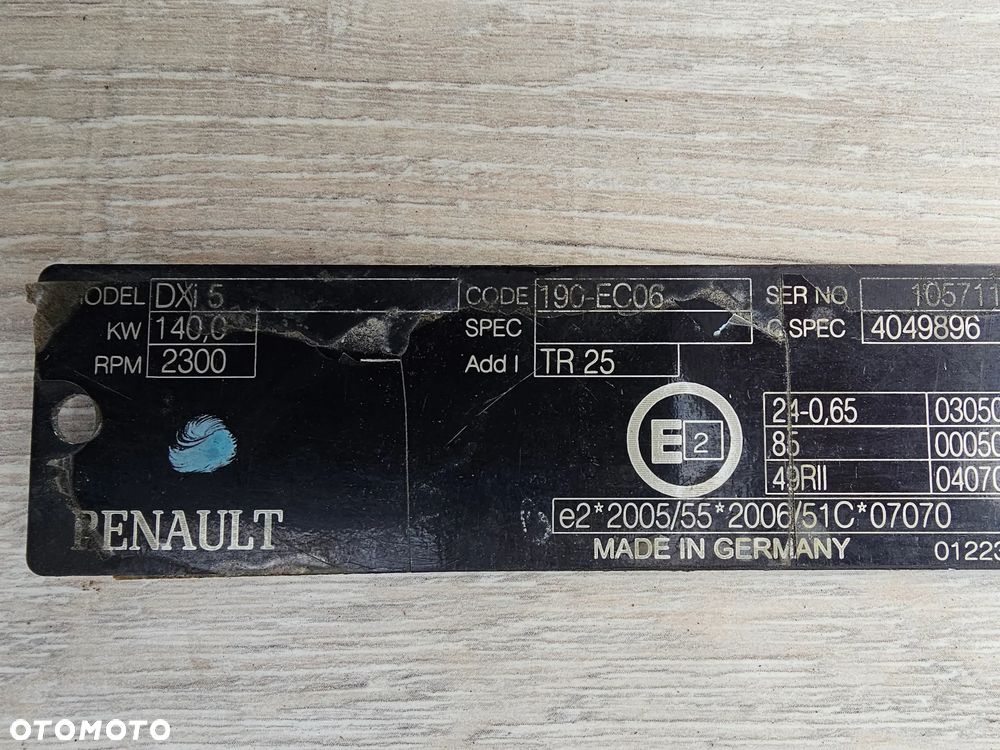 MODEL DXi 5 CODE 190-EC06 SER NO 105711
KW 140,0 SPEC C SPEC 4049896
RPM 2300 Add I TR 25
24-0,65 03050
E 2 85 00050
49RII 04070
e2*2005/55*2006/51C*07070
RENAULT MADE IN GERMANY 01223
OTOMOTO